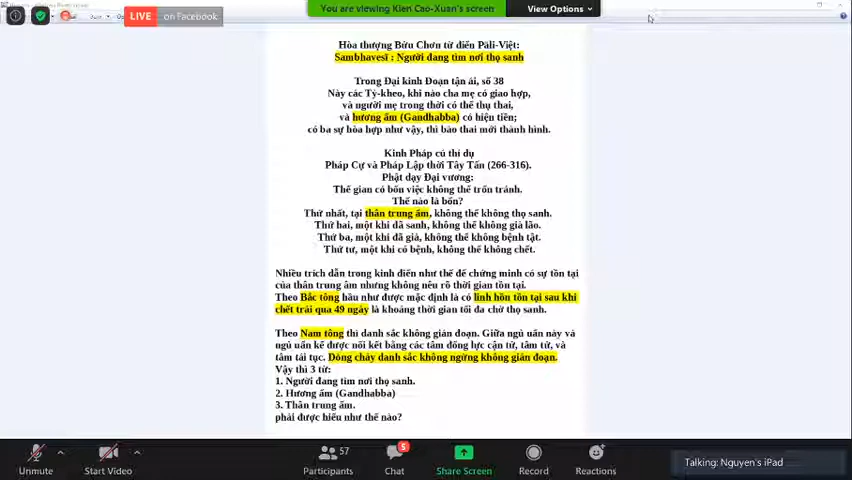 You are viewing Kien Cao-Xuan's screen
View Options
LIVE on Facebook
Hòa thượng Bửu Chơn từ điển Pāli-Việt:
Sambhavesī : Người đang tìm nơi thọ sanh
Trong Đại kinh Đoạn tận ái, số 38
Này các Tỷ-kheo, khi nào cha mẹ có giao hợp,
và người mẹ trong thời có thể thụ thai,
và hương ấm (Gandhabba) có hiện tiền;
có ba sự hòa hợp như vậy, thì bào thai mới thành hình.
Kinh Pháp cú thí dụ
Pháp Cự và Pháp Lập thời Tây Tấn (266-316).
Phật dạy Đại vương:
Thế gian có bốn việc không thể trốn tránh.
Thế nào là bốn?
Thứ nhất, tại thân trung ấm, không thể không thọ sanh.
Thứ hai, một khi đã sanh, không thể không già lão.
Thứ ba, một khi đã già, không thể không bệnh tật.
Thứ tư, một khi có bệnh, không thể không chết.
Nhiều trích dẫn trong kinh điển như thế để chứng minh có sự tồn tại
của thân trung ấm nhưng không nêu rõ thời gian tồn tại.
Theo Bắc tông hầu như được mặc định là có linh hồn tồn tại sau khi
chết trải qua 49 ngày là khoảng thời gian tối đa chờ thọ sanh.
Theo Nam tông thì danh sắc không gián đoạn. Giữa ngũ uẩn này và
ngũ uẩn kế được nối kết bằng các tâm đổng lực cận tử, tâm tử, và
tâm tái tục. Dòng chảy danh sắc không ngừng không gián đoạn.
Vậy thì 3 từ:
1. Người đang tìm nơi thọ sanh.
2. Hương ấm (Gandhabba)
3. Thân trung ấm.
phải được hiểu như thế nào?
57
5
Unmute
Start Video
Participants
Chat
Share Screen
Record
Reactions
Talking: Nguyen's iPad